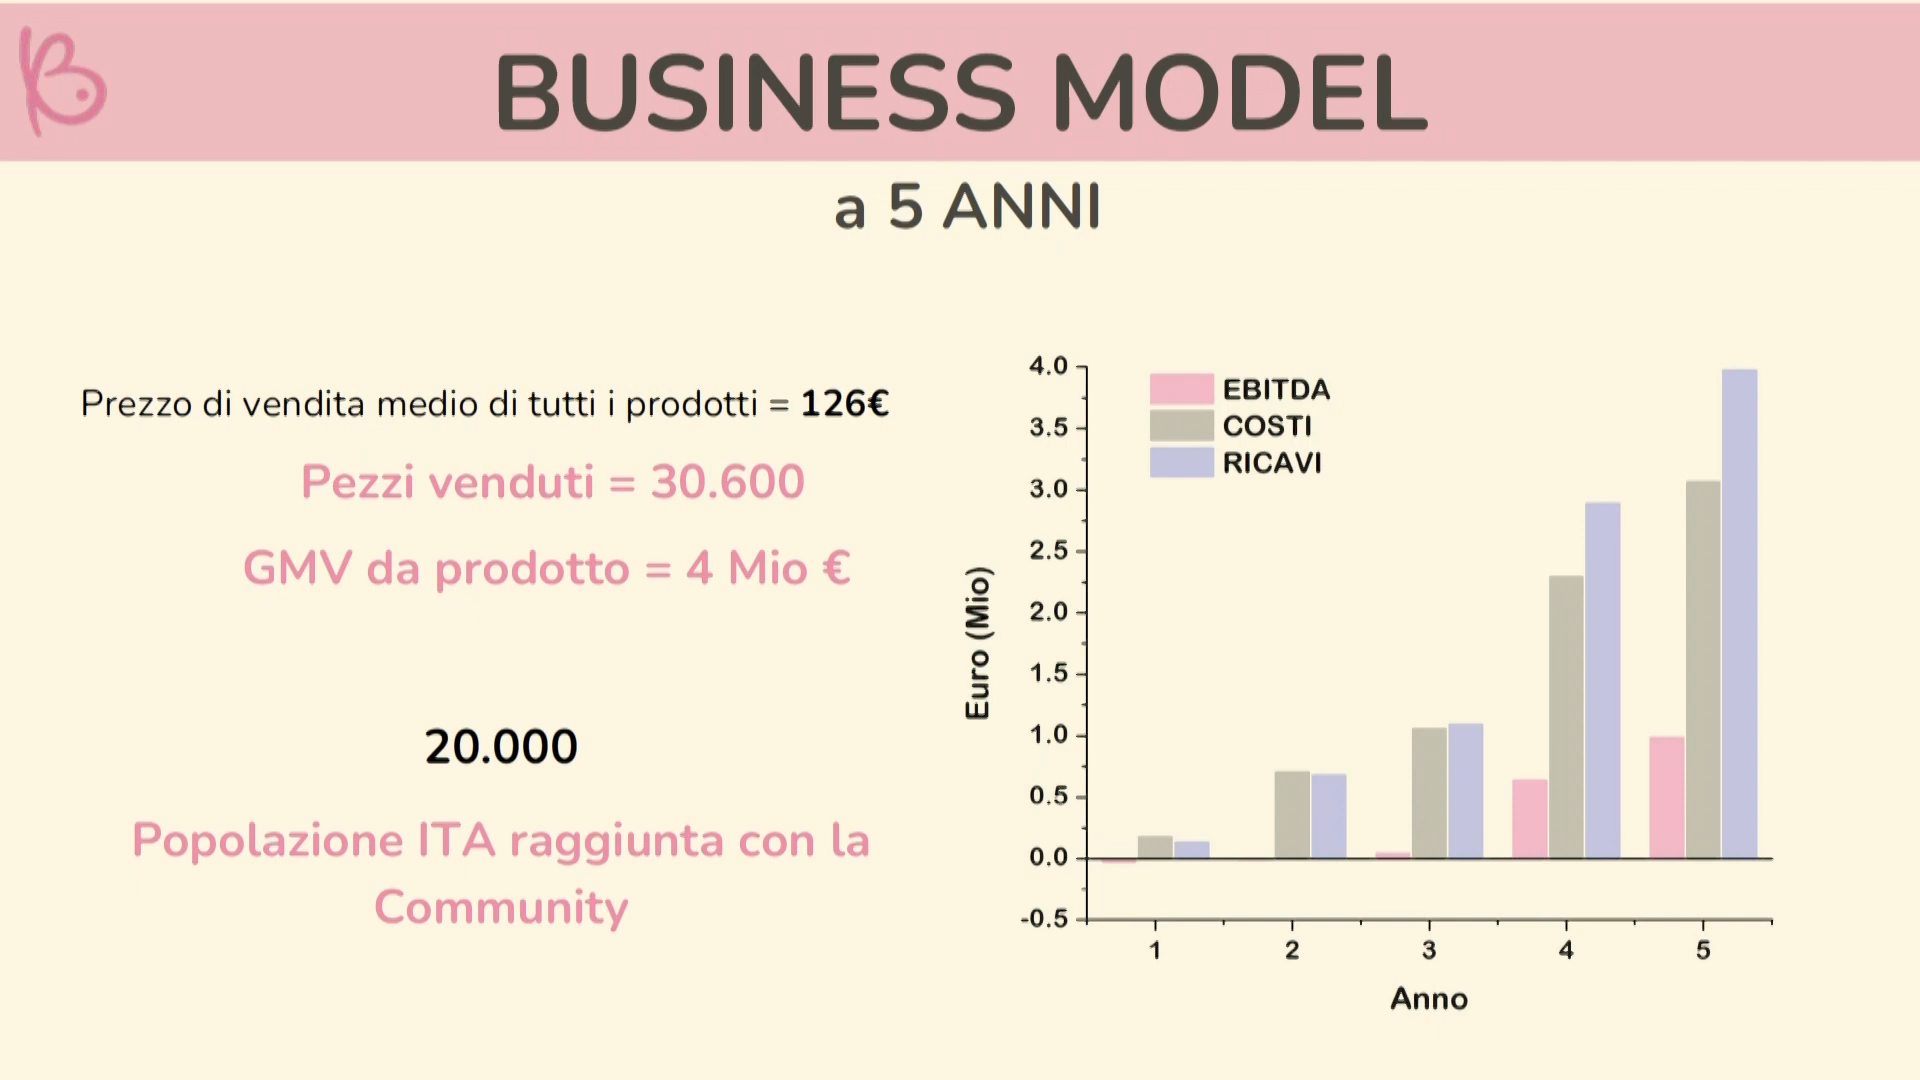 BUSINESS MODEL
a 5 ANNI
Prezzo di vendita medio di tutti i prodotti = 126€
Pezzi venduti = 30.600
GMV da prodotto = 4 Mio €
20.000
Popolazione ITA raggiunta con la
Community
EBITDA
COSTI
RICAVI
Euro (Mio)
4.0
3.5
3.0
2.5
2.0
1.5
1.0
0.5
0.0
-0.5
1 2 3 4 5
Anno